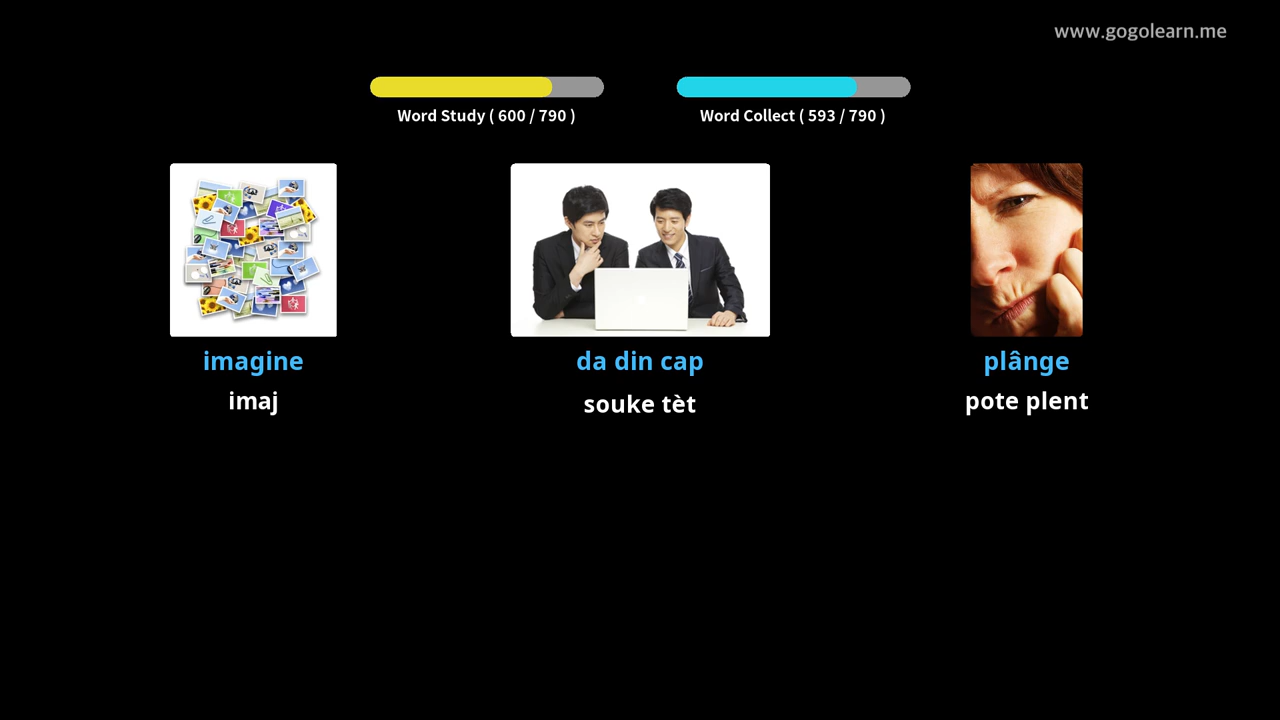 www.gogolearn.me
Word Study ( 600 / 790 )
Word Collect ( 593 / 790 )
imagine
imaj
da din cap
souke tèt
plânge
pote plent